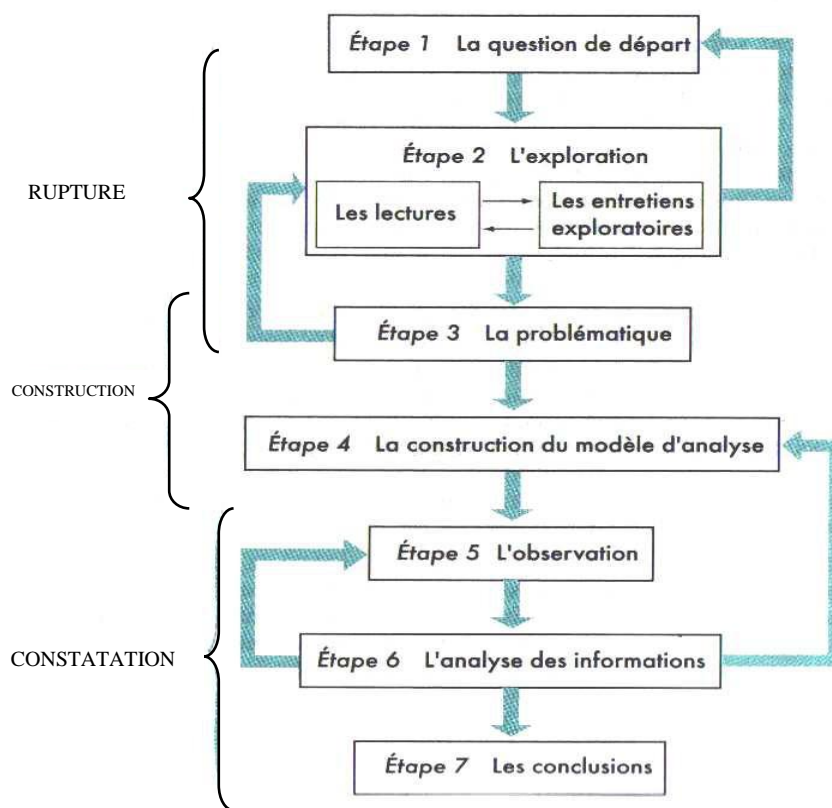 Étape 1 La question de départ
Étape 2 L'exploration
RUPTURE
Les lectures
Les entretiens
exploratoires
Étape 3 La problématique
CONSTRUCTION
Étape 4 La construction du modèle d'analyse
Étape 5 L'observation
CONSTATATION
Étape 6 L'analyse des informations
Étape 7 Les conclusions